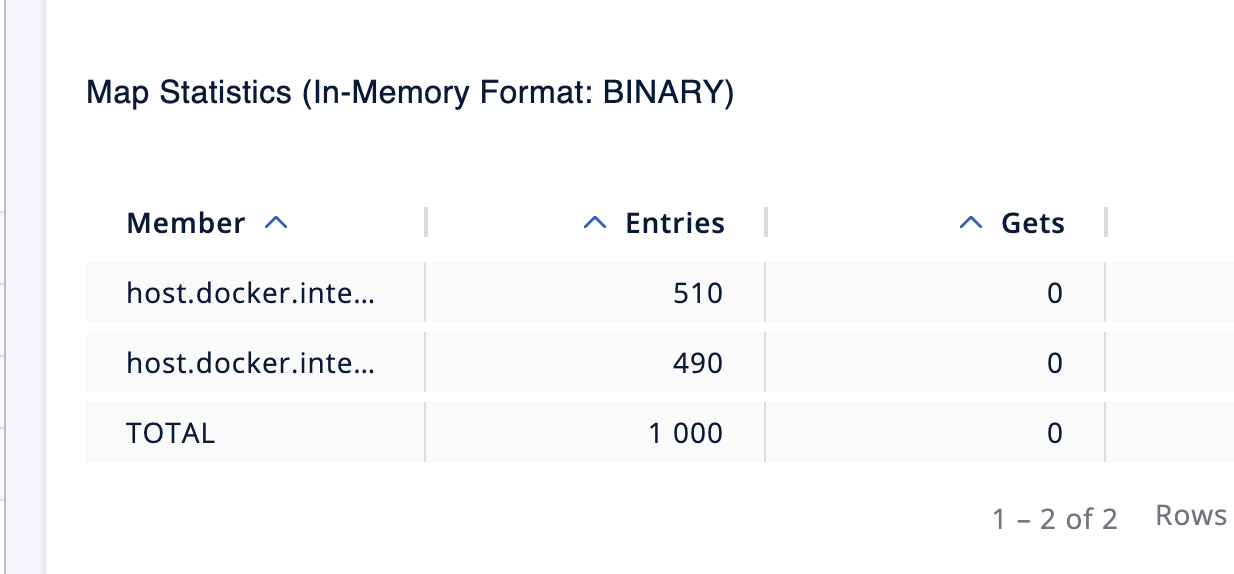 Map Statistics (In-Memory Format: BINARY)
Member Entries Gets
host.docker.inte... 510 0
host.docker.inte... 490 0
TOTAL 1 000 0
1 – 2 of 2 Rows